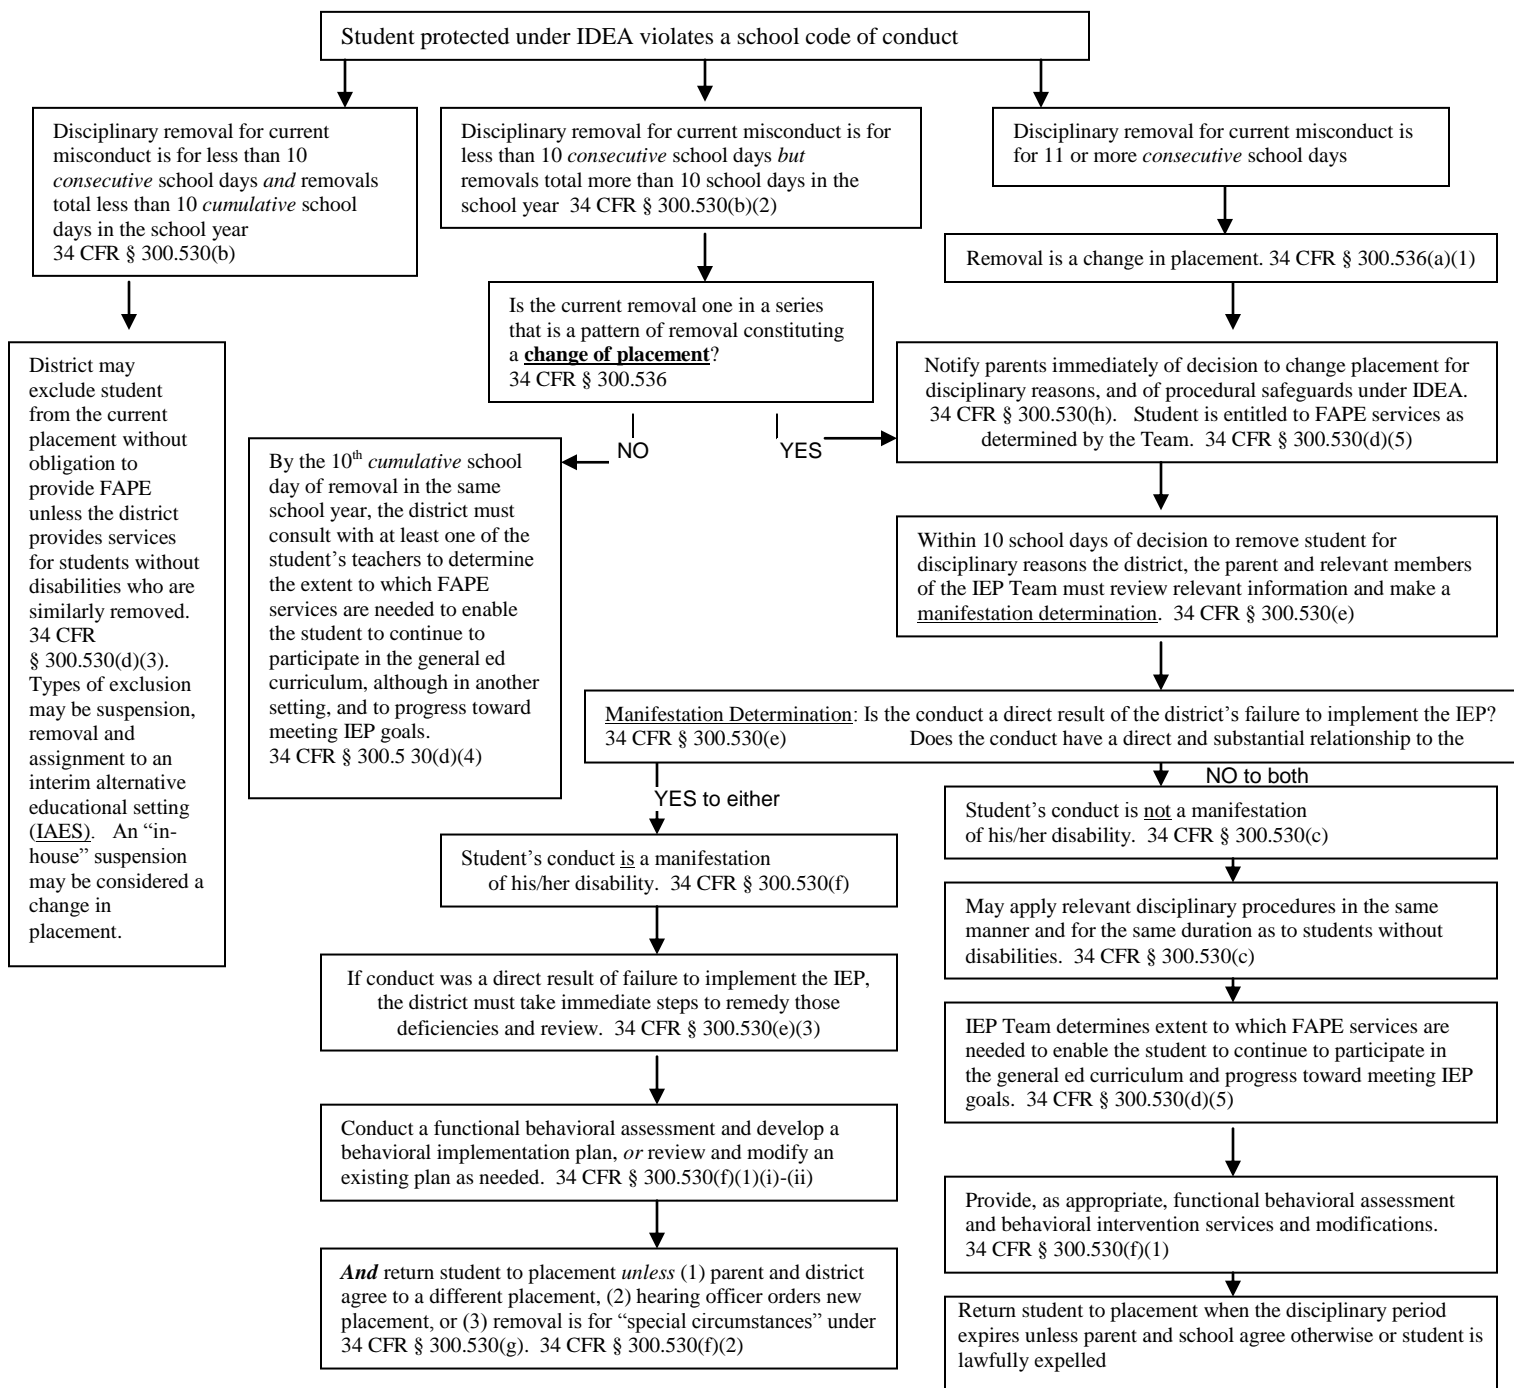 Student protected under IDEA violates a school code of conduct
Disciplinary removal for current
misconduct is for less than 10
consecutive school days and removals
total less than 10 cumulative school
days in the school year
34 CFR § 300.530(b)
Disciplinary removal for current misconduct is for
less than 10 consecutive school days but
removals total more than 10 school days in the
school year 34 CFR § 300.530(b)(2)
Disciplinary removal for current misconduct is
for 11 or more consecutive school days
Removal is a change in placement. 34 CFR § 300.536(a)(1)
Is the current removal one in a series
that is a pattern of removal constituting
a change of placement?
34 CFR § 300.536
NO
YES
District may
exclude student
from the current
placement without
obligation to
provide FAPE
unless the district
provides services
for students without
disabilities who are
similarly removed.
34 CFR
§ 300.530(d)(3).
Types of exclusion
may be suspension,
removal and
assignment to an
interim alternative
educational setting
(IAES). An “in-
house” suspension
may be considered a
change in
placement.
By the 10th cumulative school
day of removal in the same
school year, the district must
consult with at least one of the
student’s teachers to determine
the extent to which FAPE
services are needed to enable
the student to continue to
participate in the general ed
curriculum, although in another
setting, and to progress toward
meeting IEP goals.
34 CFR § 300.5 30(d)(4)
Notify parents immediately of decision to change placement for
disciplinary reasons, and of procedural safeguards under IDEA.
34 CFR § 300.530(h). Student is entitled to FAPE services as
determined by the Team. 34 CFR § 300.530(d)(5)
Within 10 school days of decision to remove student for
disciplinary reasons the district, the parent and relevant members
of the IEP Team must review relevant information and make a
manifestation determination. 34 CFR § 300.530(e)
Manifestation Determination: Is the conduct a direct result of the district’s failure to implement the IEP?
34 CFR § 300.530(e) Does the conduct have a direct and substantial relationship to the
YES to either
NO to both
Student’s conduct is a manifestation
of his/her disability. 34 CFR § 300.530(f)
If conduct was a direct result of failure to implement the IEP,
the district must take immediate steps to remedy those
deficiencies and review. 34 CFR § 300.530(e)(3)
Conduct a functional behavioral assessment and develop a
behavioral implementation plan, or review and modify an
existing plan as needed. 34 CFR § 300.530(f)(1)(i)-(ii)
And return student to placement unless (1) parent and district
agree to a different placement, (2) hearing officer orders new
placement, or (3) removal is for “special circumstances” under
34 CFR § 300.530(g). 34 CFR § 300.530(f)(2)
Student’s conduct is not a manifestation
of his/her disability. 34 CFR § 300.530(c)
May apply relevant disciplinary procedures in the same
manner and for the same duration as to students without
disabilities. 34 CFR § 300.530(c)
IEP Team determines extent to which FAPE services are
needed to enable the student to continue to participate in
the general ed curriculum and progress toward meeting IEP
goals. 34 CFR § 300.530(d)(5)
Provide, as appropriate, functional behavioral assessment
and behavioral intervention services and modifications.
34 CFR § 300.530(f)(1)
Return student to placement when the disciplinary period
expires unless parent and school agree otherwise or student is
lawfully expelled